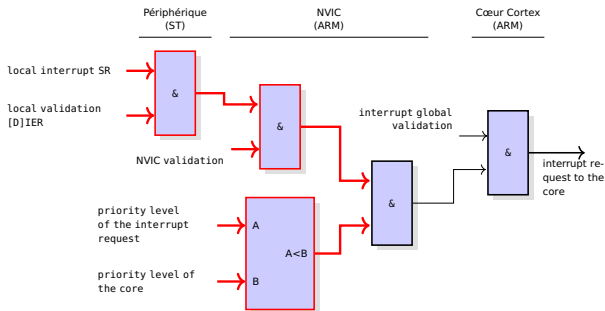 Périphérique
(ST)
NVIC
(ARM)
Cœur Cortex
(ARM)
local interrupt SR
local validation
[D]IER
&
NVIC validation
&
interrupt global
validation
&
interrupt re-
quest to the
core
priority level
of the interrupt
request
A
A<B
priority level of
the core
B
&